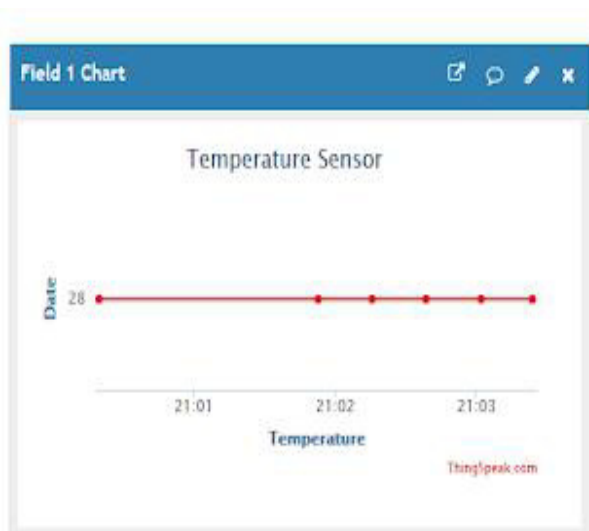 Field 1 Chart
Temperature Sensor
Date
28
21:01 21:02 21:03
Temperature
ThingSpeak.com